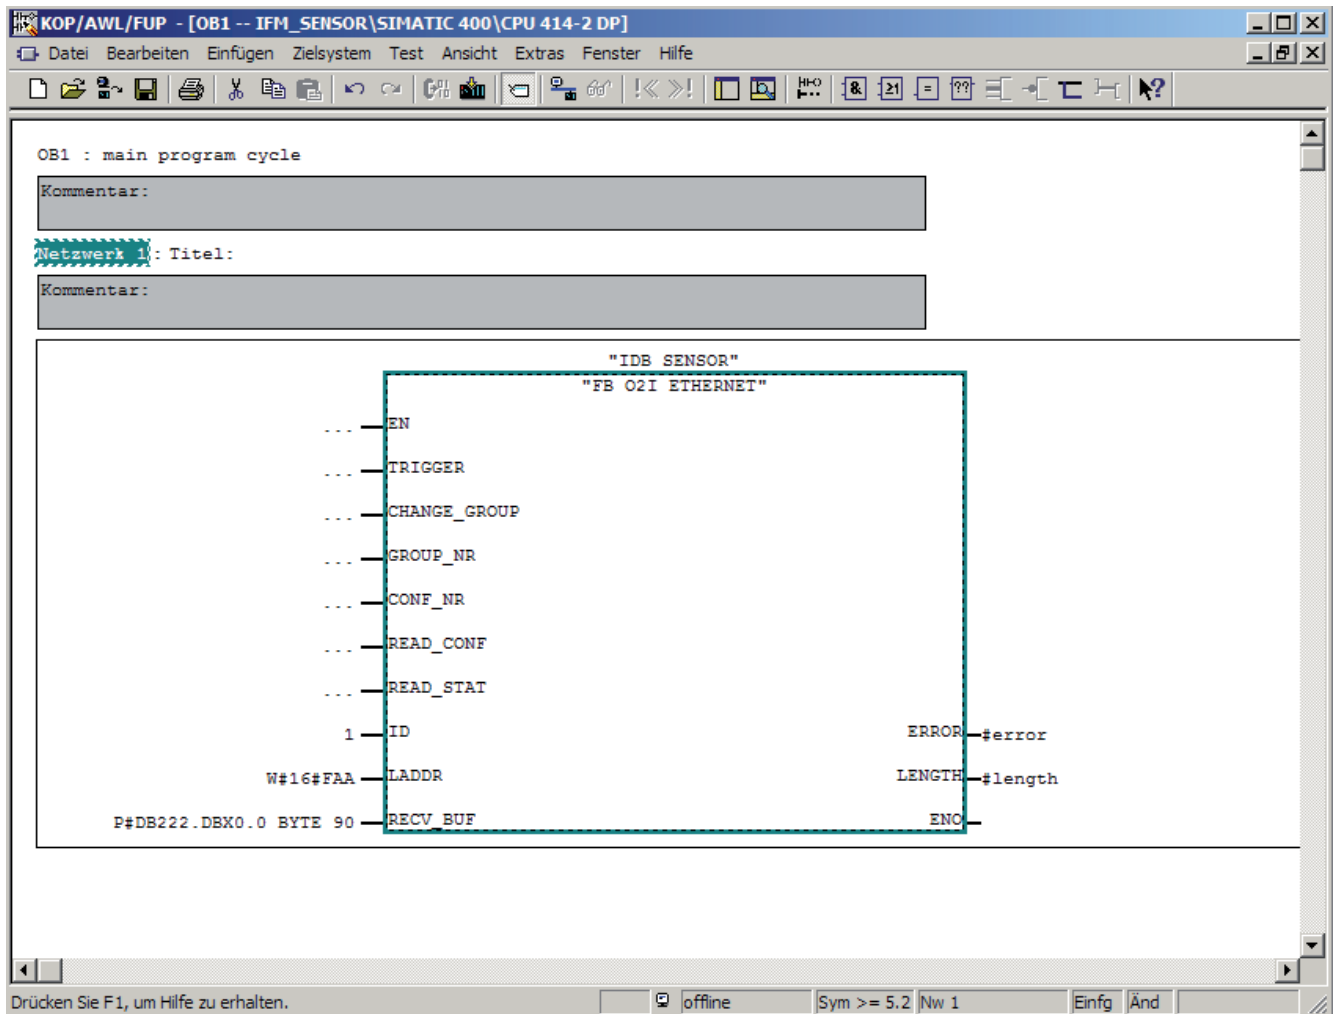 KOP/AWL/FUP - [OB1 -- IFM_SENSOR\SIMATIC 400\CPU 414-2 DP]
Datei Bearbeiten Einfügen Zielsystem Test Ansicht Extras Fenster Hilfe
OB1 : main program cycle
Kommentar:
Netzwerk 1: Titel:
Kommentar:
"IDB SENSOR"
"FB O2I ETHERNET"
... EN
... TRIGGER
... CHANGE_GROUP
... GROUP_NR
... CONF_NR
... READ_CONF
... READ_STAT
1 ID ERROR #error
W#16#FAA LADDR LENGTH #length
P#DB222.DBX0.0 BYTE 90 RECV_BUF ENO
Drücken Sie F1, um Hilfe zu erhalten. offline Sym >= 5.2 Nw 1 Einfg Änd